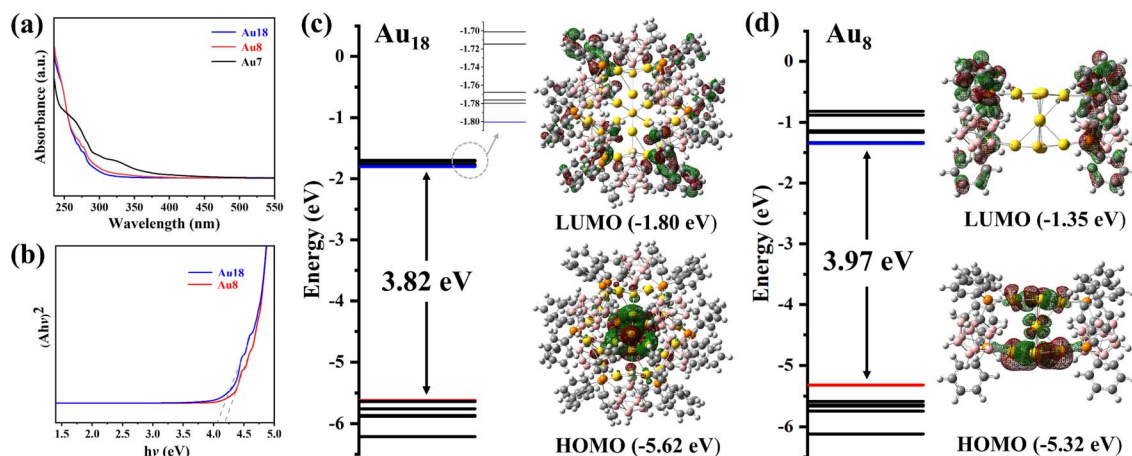 (a)
Au18
Au8
Au7
Absorbance (a.u.)
250 300 350 400 450 500 550
Wavelength (nm)
(b)
Au18
Au8
(Ahν)2
1.5 2.0 2.5 3.0 3.5 4.0 4.5 5.0
hν (eV)
(c)
Au18
Energy (eV)
0
-1
-2
-3
-4
-5
-6
-1.70
-1.72
-1.76
-1.78
-1.80
3.82 eV
LUMO (-1.80 eV)
HOMO (-5.62 eV)
(d)
Au8
Energy (eV)
0
-1
-2
-3
-4
-5
-6
3.97 eV
LUMO (-1.35 eV)
HOMO (-5.32 eV)